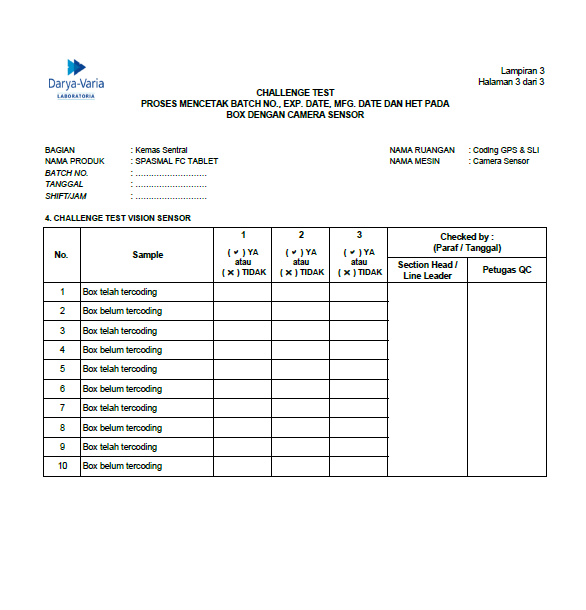 Darya-Varia
LABORATORIA
Lampiran 3
Halaman 3 dari 3
CHALLENGE TEST
PROSES MENCETAK BATCH NO., EXP. DATE, MFG. DATE DAN HET PADA
BOX DENGAN CAMERA SENSOR
BAGIAN : Kemas Sentral NAMA RUANGAN : Coding GPS & SLI
NAMA PRODUK : SPASMAL FC TABLET NAMA MESIN : Camera Sensor
BATCH NO. : ...........................
TANGGAL : ...........................
SHIFT/JAM : ...........................
4. CHALLENGE TEST VISION SENSOR
No. Sample 1 2 3 Checked by :
(Paraf / Tanggal)
( ✔ ) YA ( ✔ ) YA ( ✔ ) YA
atau atau atau
( ✖ ) TIDAK ( ✖ ) TIDAK ( ✖ ) TIDAK
Section Head / Petugas QC
Line Leader
1 Box telah tercoding
2 Box belum tercoding
3 Box telah tercoding
4 Box belum tercoding
5 Box telah tercoding
6 Box belum tercoding
7 Box telah tercoding
8 Box belum tercoding
9 Box telah tercoding
10 Box belum tercoding